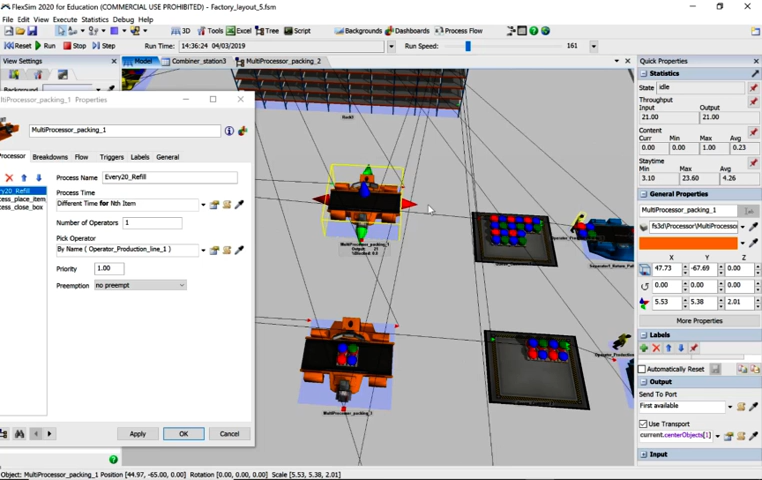 FlexSim 2020 for Education (COMMERCIAL USE PROHIBITED) - Factory_layout_5.fsm
File Edit View Build Execute Statistics Debug Help
3D Tools Excel Tree Script Backgrounds Dashboards Process Flow
Reset Run Stop Step Run Time: 14:36:24 04/03/2019 Run Speed: 161
View Settings
Model Combiner_station3 MultiProcessor_packing_2
MultiProcessor_packing_1 Properties
MultiProcessor_packing_1
Processor Breakdowns Flow Triggers Labels General
Process Name Every20_Refill
Process Time
Different Time for Nth Item
Number of Operators 1
Pick Operator
By Name ( Operator_Production_line_1 )
Priority 1.00
Preemption no preempt
Apply OK Cancel
Quick Properties
Statistics
State idle
Throughput
Input Output
21.00 21.00
Content
Curr Min Max Avg
0.00 0.00 1.00 0.23
Staytime
Min Max Avg
3.10 23.60 4.26
General Properties
MultiProcessor_packing_1
fs3d\Processor\MultiProcessor
X Y Z
47.73 -67.69 0.00
0.00 0.00 0.00
5.53 5.38 2.01
More Properties
Labels
Automatically Reset
Output
Send To Port
First available
Use Transport
current.centerObjects[1]
Input
Object: MultiProcessor_packing_1 Position [44.97, -65.00, 0.00] Rotation [0.00, 0.00, 0.00] Scale [5.53, 5.38, 2.01]